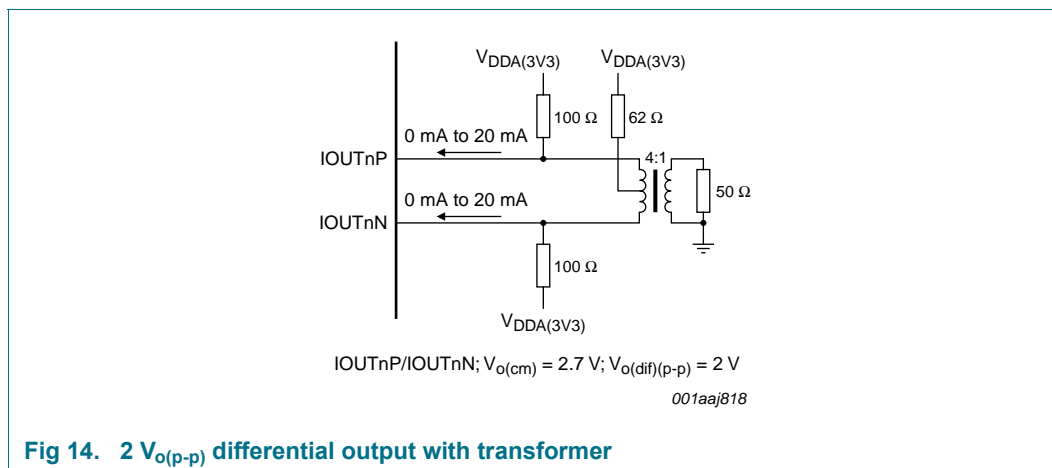 VDDA(3V3) VDDA(3V3)
100 Ω 62 Ω
0 mA to 20 mA
IOUTnP 4:1
50 Ω
0 mA to 20 mA
IOUTnN
100 Ω
VDDA(3V3)
IOUTnP/IOUTnN; Vo(cm) = 2.7 V; Vo(dif)(p-p) = 2 V
001aaj818
Fig 14. 2 Vo(p-p) differential output with transformer